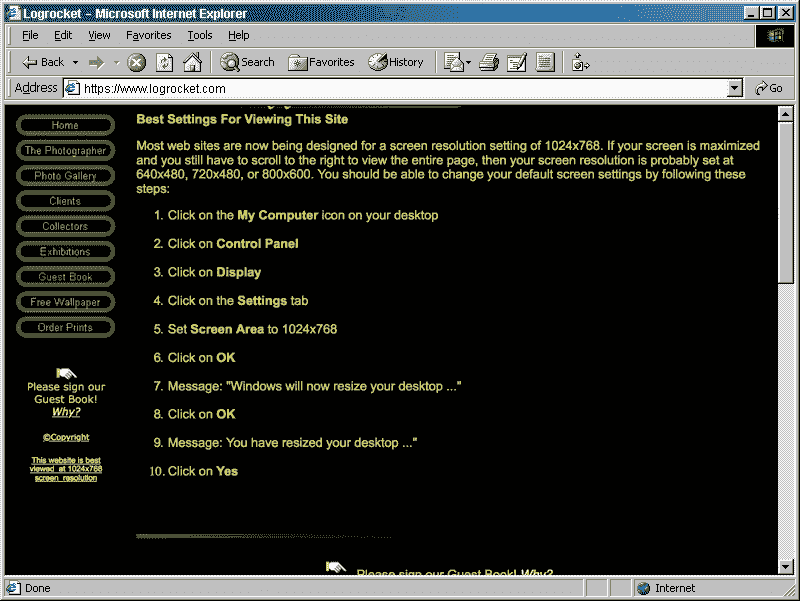 Logrocket - Microsoft Internet Explorer
File Edit View Favorites Tools Help
Back Search Favorites History
Address https://www.logrocket.com Go
Home
The Photographer
Photo Gallery
Clients
Collectors
Exhibitions
Guest Book
Free Wallpaper
Order Prints
Please sign our
Guest Book!
Why?
©Copyright
This website is best
viewed at 1024x768
screen resolution
Best Settings For Viewing This Site
Most web sites are now being designed for a screen resolution setting of 1024x768. If your screen is maximized
and you still have to scroll to the right to view the entire page, then your screen resolution is probably set at
640x480, 720x480, or 800x600. You should be able to change your default screen settings by following these
steps:
1. Click on the My Computer icon on your desktop
2. Click on Control Panel
3. Click on Display
4. Click on the Settings tab
5. Set Screen Area to 1024x768
6. Click on OK
7. Message: "Windows will now resize your desktop ..."
8. Click on OK
9. Message: You have resized your desktop ..."
10. Click on Yes
Please sign our Guest Book! Why?
Done Internet